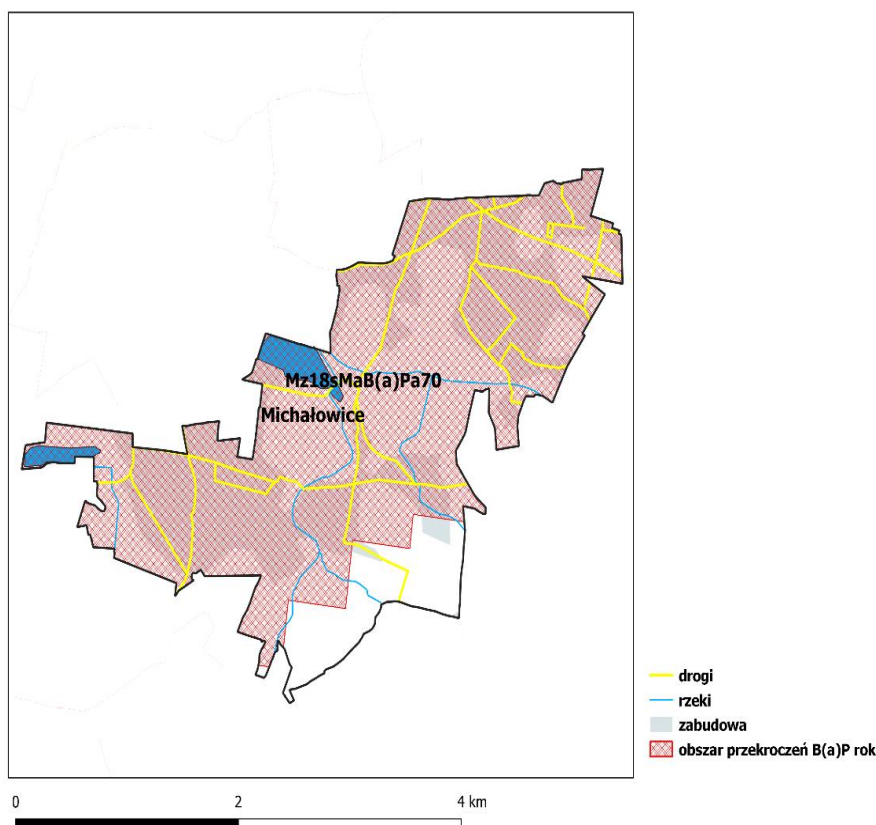 Mz18sMaB(a)Pa70
Michałowice
drogi
rzeki
zabudowa
obszar przekroczeń B(a)P rok
0 2 4 km